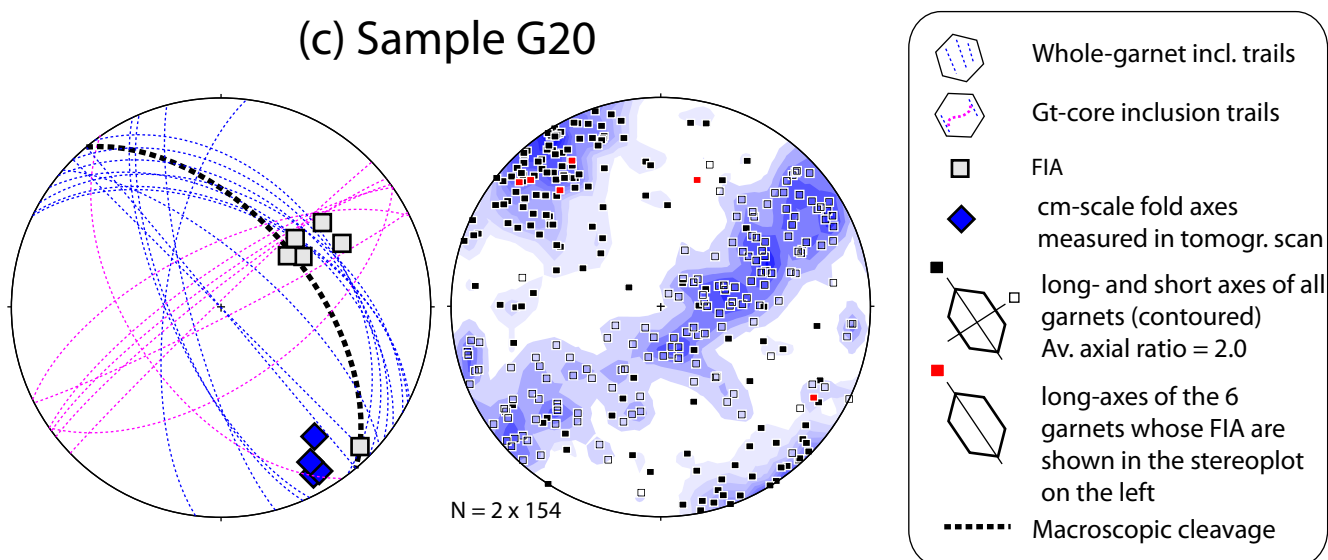 (c) Sample G20
N = 2 x 154
Whole-garnet incl. trails
Gt-core inclusion trails
FIA
cm-scale fold axes
measured in tomogr. scan
long- and short axes of all
garnets (contoured)
Av. axial ratio = 2.0
long-axes of the 6
garnets whose FIA are
shown in the stereoplot
on the left
Macroscopic cleavage